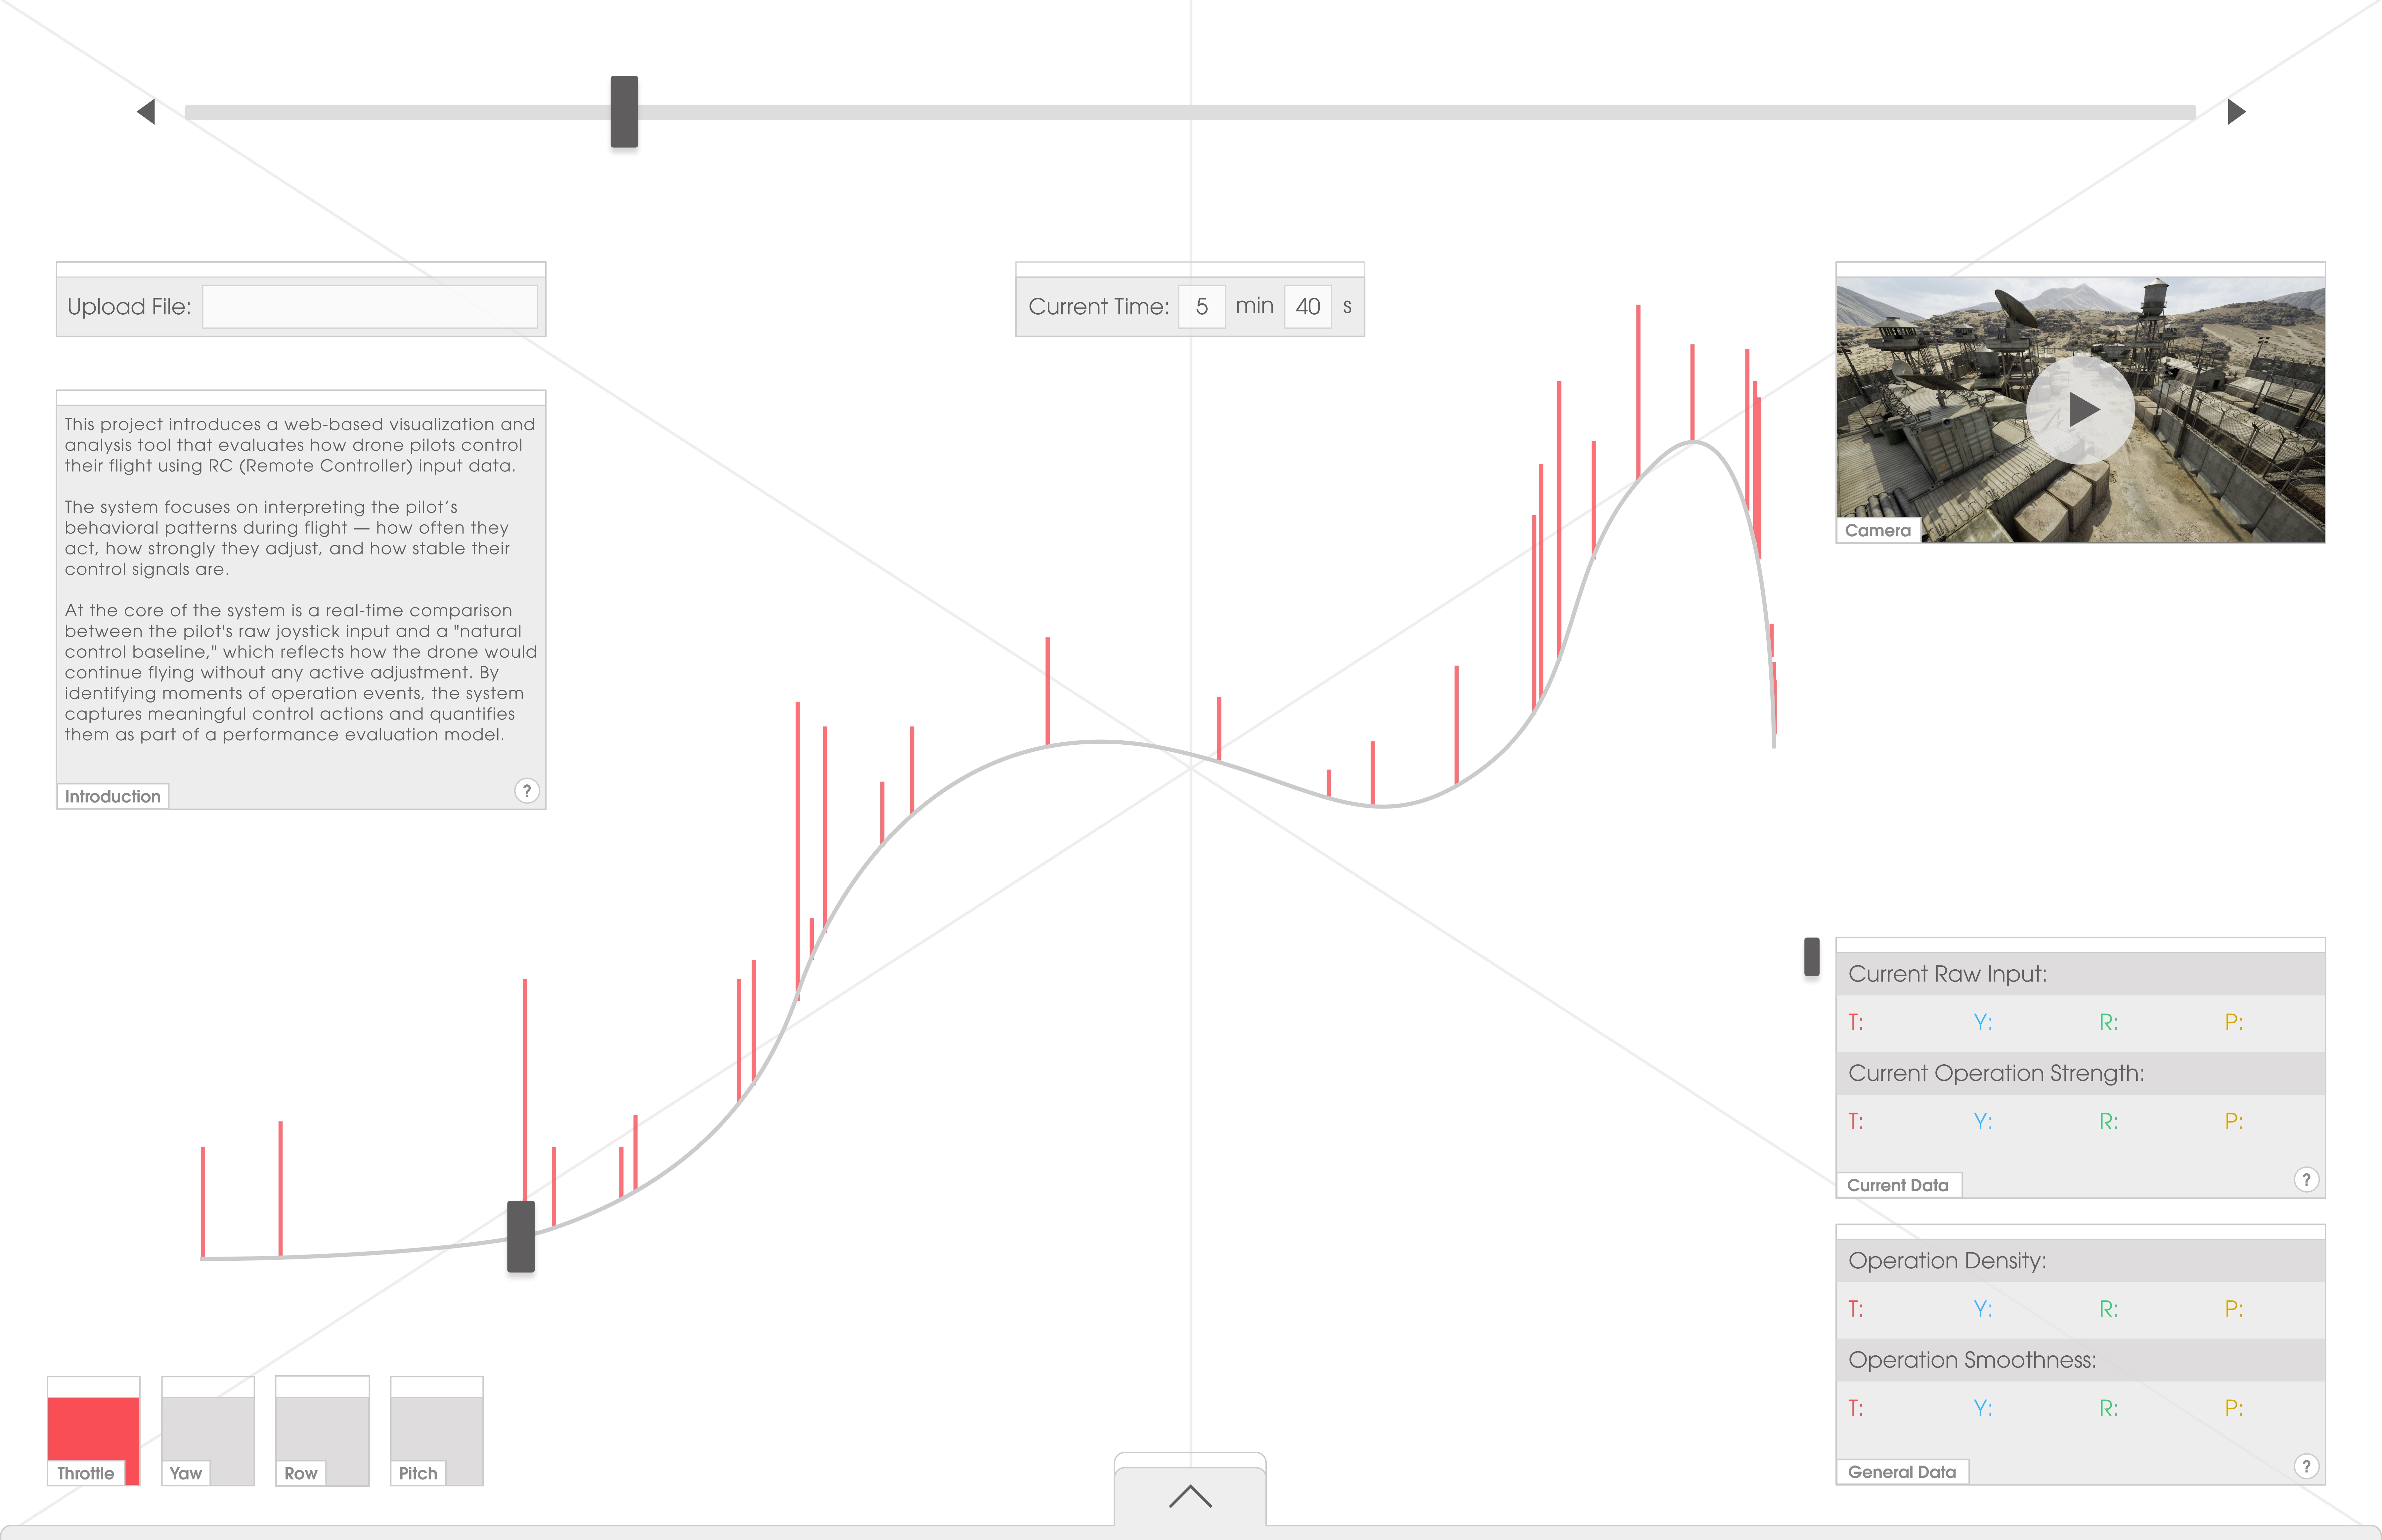 Upload File:
Current Time: 5 min 40 s
This project introduces a web-based visualization and
analysis tool that evaluates how drone pilots control
their flight using RC (Remote Controller) input data.
The system focuses on interpreting the pilot’s
behavioral patterns during flight — how often they
act, how strongly they adjust, and how stable their
control signals are.
At the core of the system is a real-time comparison
between the pilot's raw joystick input and a "natural
control baseline," which reflects how the drone would
continue flying without any active adjustment. By
identifying moments of operation events, the system
captures meaningful control actions and quantifies
them as part of a performance evaluation model.
Introduction
?
Camera
Current Raw Input:
T: Y: R: P:
Current Operation Strength:
T: Y: R: P:
Current Data
?
Operation Density:
T: Y: R: P:
Operation Smoothness:
T: Y: R: P:
General Data
?
Throttle
Yaw
Row
Pitch